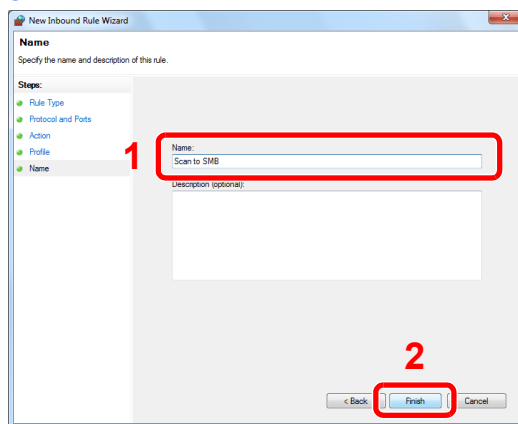 New Inbound Rule Wizard
X
Name
Specify the name and description of this rule.
Steps:
Rule Type
Protocol and Ports
Action
Profile
Name
1
Name:
Scan to SMB
Description (optional):
2
< Back
Finish
Cancel